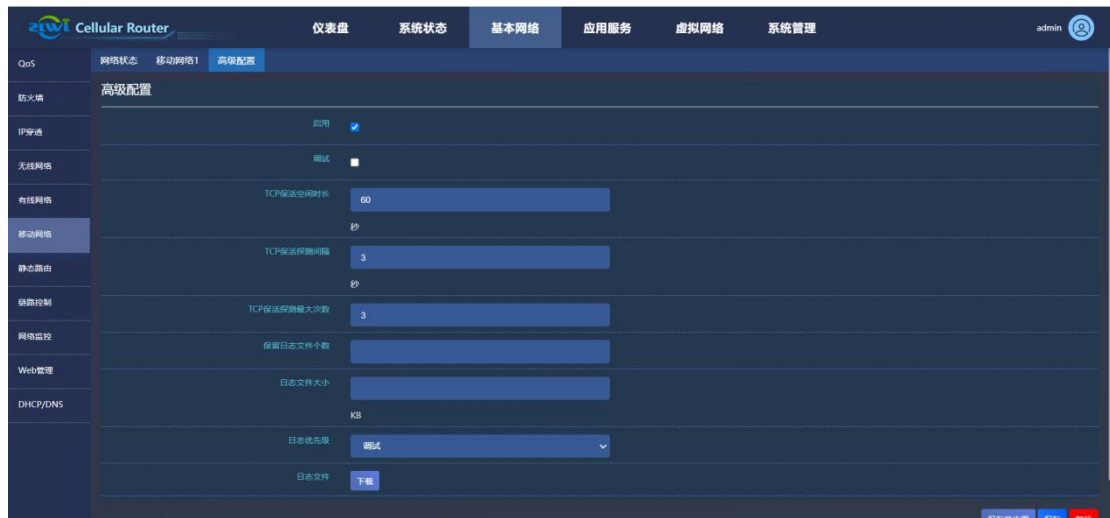 ziwi Cellular Router 仪表盘 系统状态 基本网络 应用服务 虚拟网络 系统管理 admin
QoS
防火墙
IP穿透
无线网络
有线网络
移动网络
静态路由
链路控制
网络监控
Web管理
DHCP/DNS
网络状态 移动网络1 高级配置
高级配置
启用
调试
TCP保活空闲时长 60
秒
TCP保活探测间隔 3
秒
TCP保活探测最大次数 3
保留日志文件个数
日志文件大小
KB
日志优先级 调试
日志文件 下载